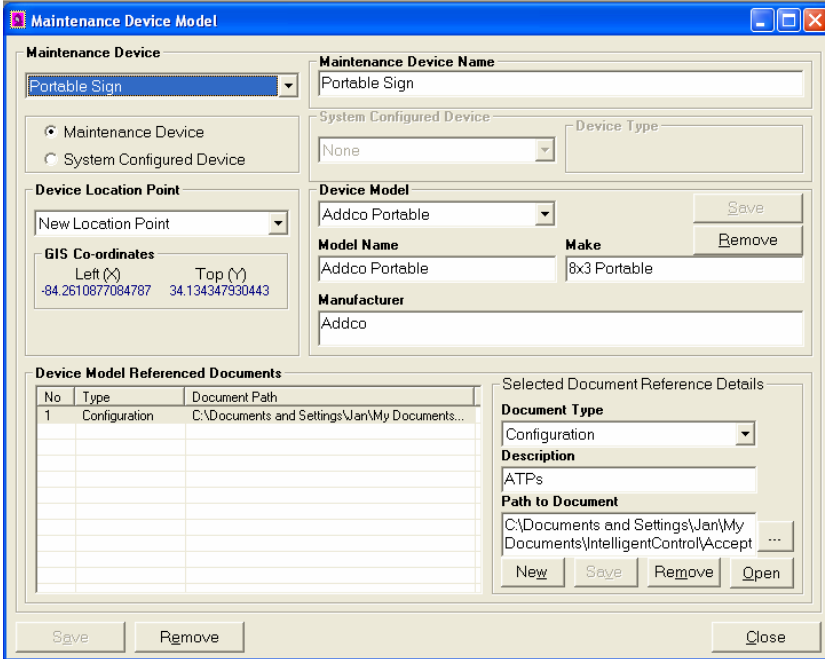 Maintenance Device Model
Maintenance Device
Portable Sign
Maintenance Device Name
Portable Sign
Maintenance Device
System Configured Device
System Configured Device
None
Device Type
Device Location Point
New Location Point
GIS Co-ordinates
Left (X) Top (Y)
-84.2610877084787 34.134347930443
Device Model
Addco Portable
Save
Remove
Model Name Make
Addco Portable 8x3 Portable
Manufacturer
Addco
Device Model Referenced Documents
No Type Document Path
1 Configuration C:\Documents and Settings\Jan\My Documents...
Selected Document Reference Details
Document Type
Configuration
Description
ATPs
Path to Document
C:\Documents and Settings\Jan\My
Documents\IntelligentControl\Accept
...
New Save Remove Open
Save Remove Close